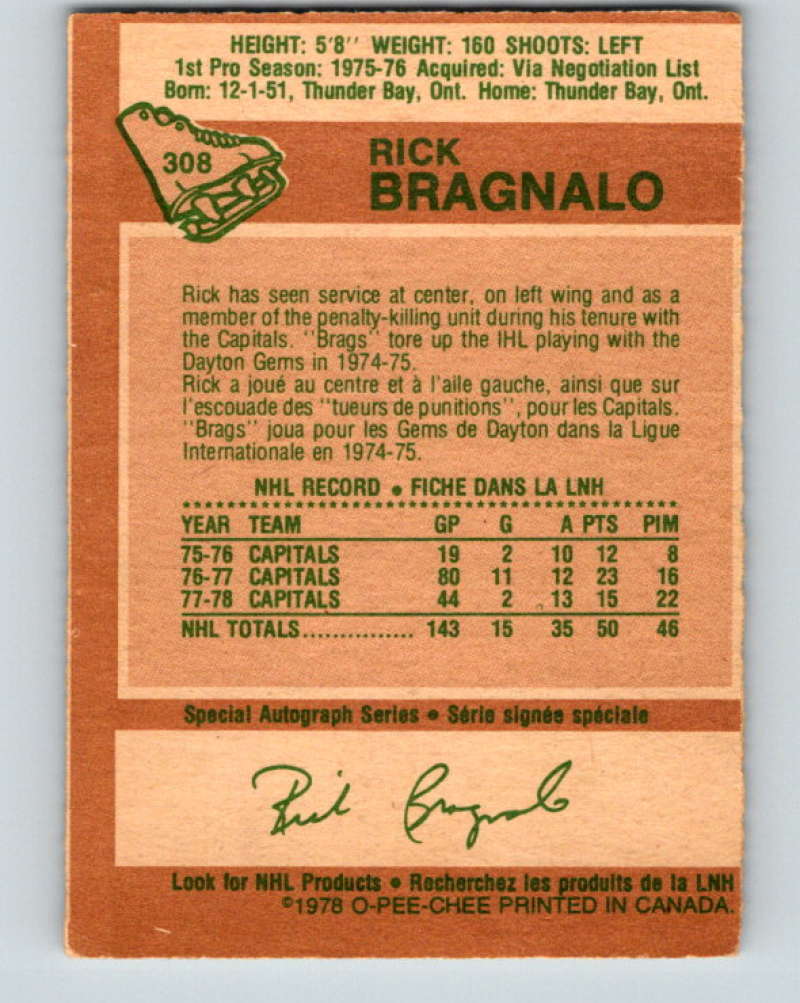 HEIGHT: 5'8'' WEIGHT: 160 SHOOTS: LEFT
1st Pro Season: 1975-76 Acquired: Via Negotiation List
Born: 12-1-51, Thunder Bay, Ont. Home: Thunder Bay, Ont.
308
RICK
BRAGNALO
Rick has seen service at center, on left wing and as a
member of the penalty-killing unit during his tenure with
the Capitals. ''Brags'' tore up the IHL playing with the
Dayton Gems in 1974-75.
Rick a joué au centre et à l'aile gauche, ainsi que sur
l'escouade des ''tueurs de punitions'', pour les Capitals.
''Brags'' joua pour les Gems de Dayton dans la Ligue
Internationale en 1974-75.
NHL RECORD • FICHE DANS LA LNH
YEAR TEAM GP G A PTS PIM
75-76 CAPITALS 19 2 10 12 8
76-77 CAPITALS 80 11 12 23 16
77-78 CAPITALS 44 2 13 15 22
NHL TOTALS............... 143 15 35 50 46
Special Autograph Series • Série signée spéciale
Rick Bragnalo
Look for NHL Products • Recherchez les produits de la LNH
©1978 O-PEE-CHEE PRINTED IN CANADA.